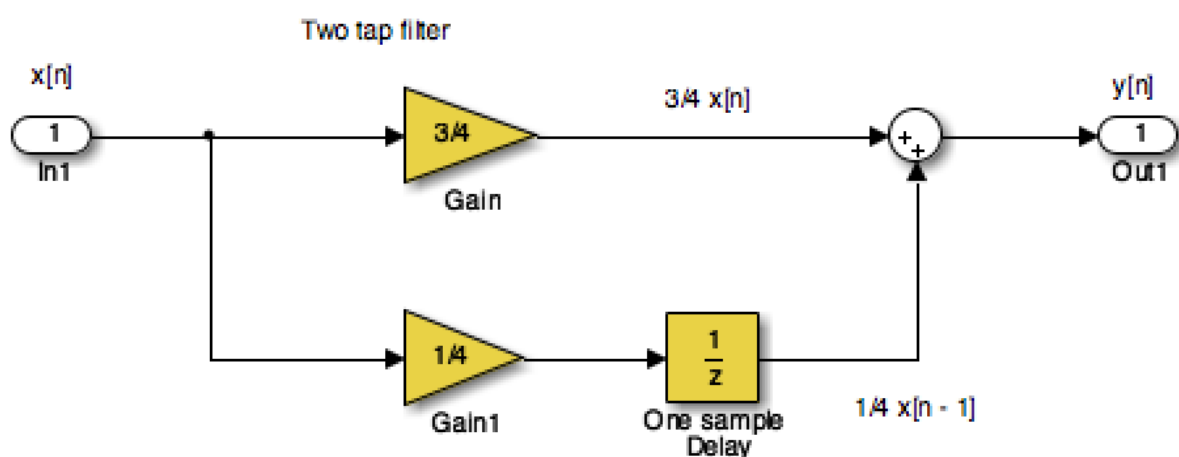 Two tap filter
x[n]
1
In1
3/4
Gain
3/4 x[n]
+
+
y[n]
1
Out1
1/4
Gain1
1
z
One sample
Delay
1/4 x[n - 1]